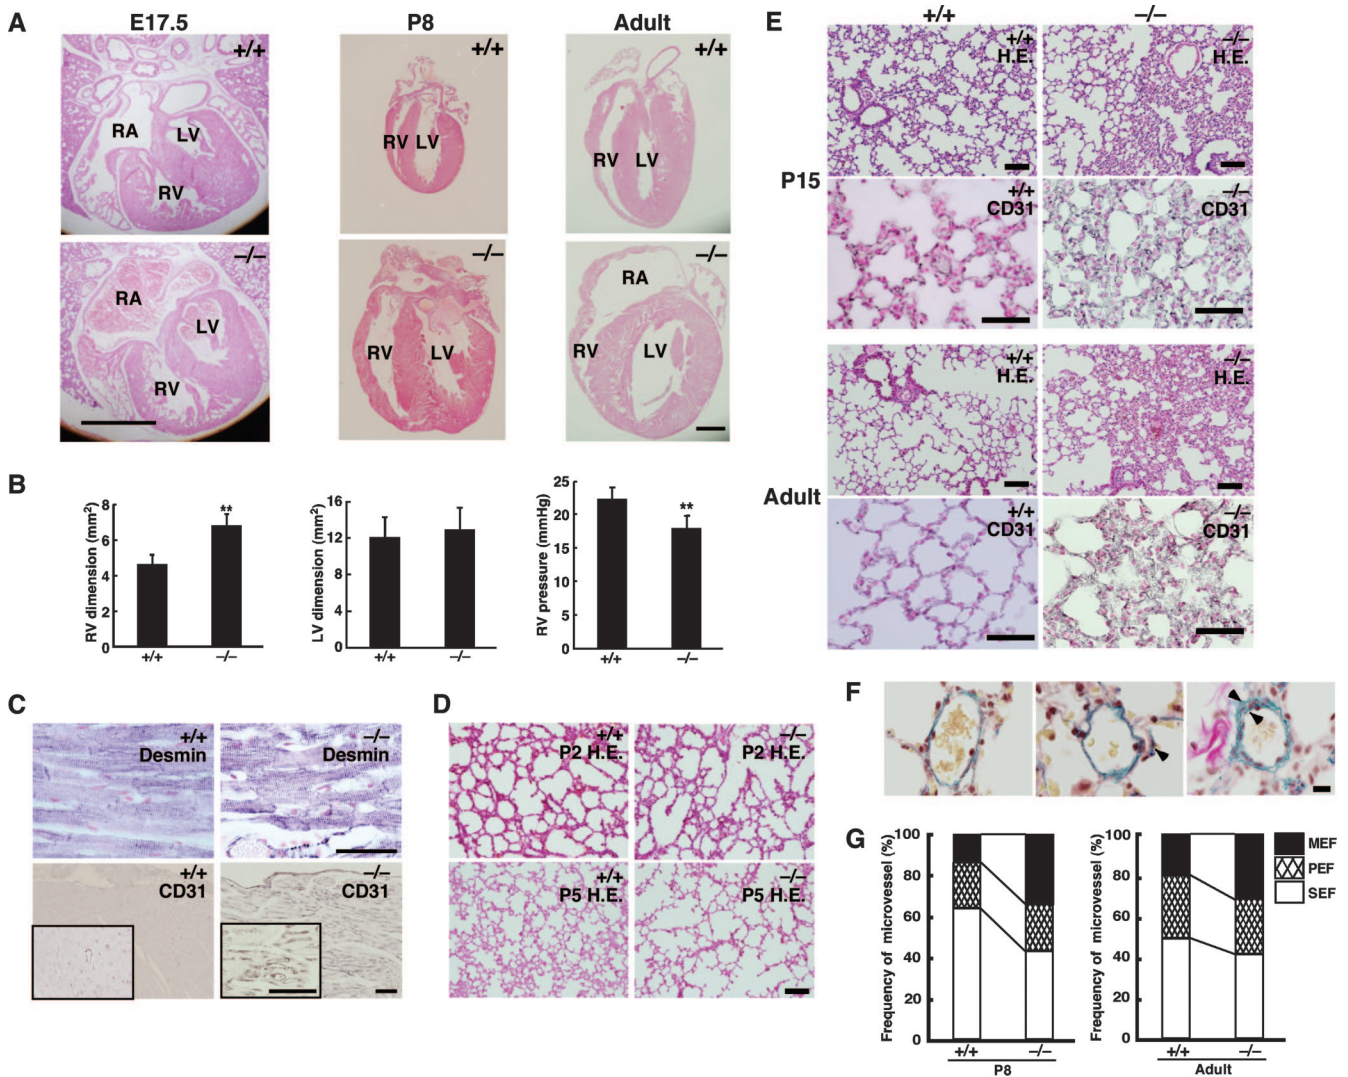 A
E17.5
P8
Adult
+/+
RA
LV
RV
+/+
RV LV
+/+
RV
LV
–/–
RA
LV
RV
–/–
RV
LV
–/–
RA
RV
LV
B
RV dimension (mm²)
8
6
4
2
0
**
+/+
–/–
LV dimension (mm²)
16
12
8
4
0
+/+
–/–
RV pressure (mmHg)
25
20
15
10
5
0
**
+/+
–/–
C
+/+
Desmin
–/–
Desmin
+/+
CD31
–/–
CD31
D
+/+
P2 H.E.
–/–
P2 H.E.
+/+
P5 H.E.
–/–
P5 H.E.
E
+/+
–/–
P15
+/+
H.E.
–/–
H.E.
+/+
CD31
–/–
CD31
Adult
+/+
H.E.
–/–
H.E.
+/+
CD31
–/–
CD31
F
G
Frequency of microvessel (%)
100
80
60
40
20
0
+/+
–/–
P8
Frequency of microvessel (%)
100
80
60
40
20
0
+/+
–/–
Adult
MEF
PEF
SEF